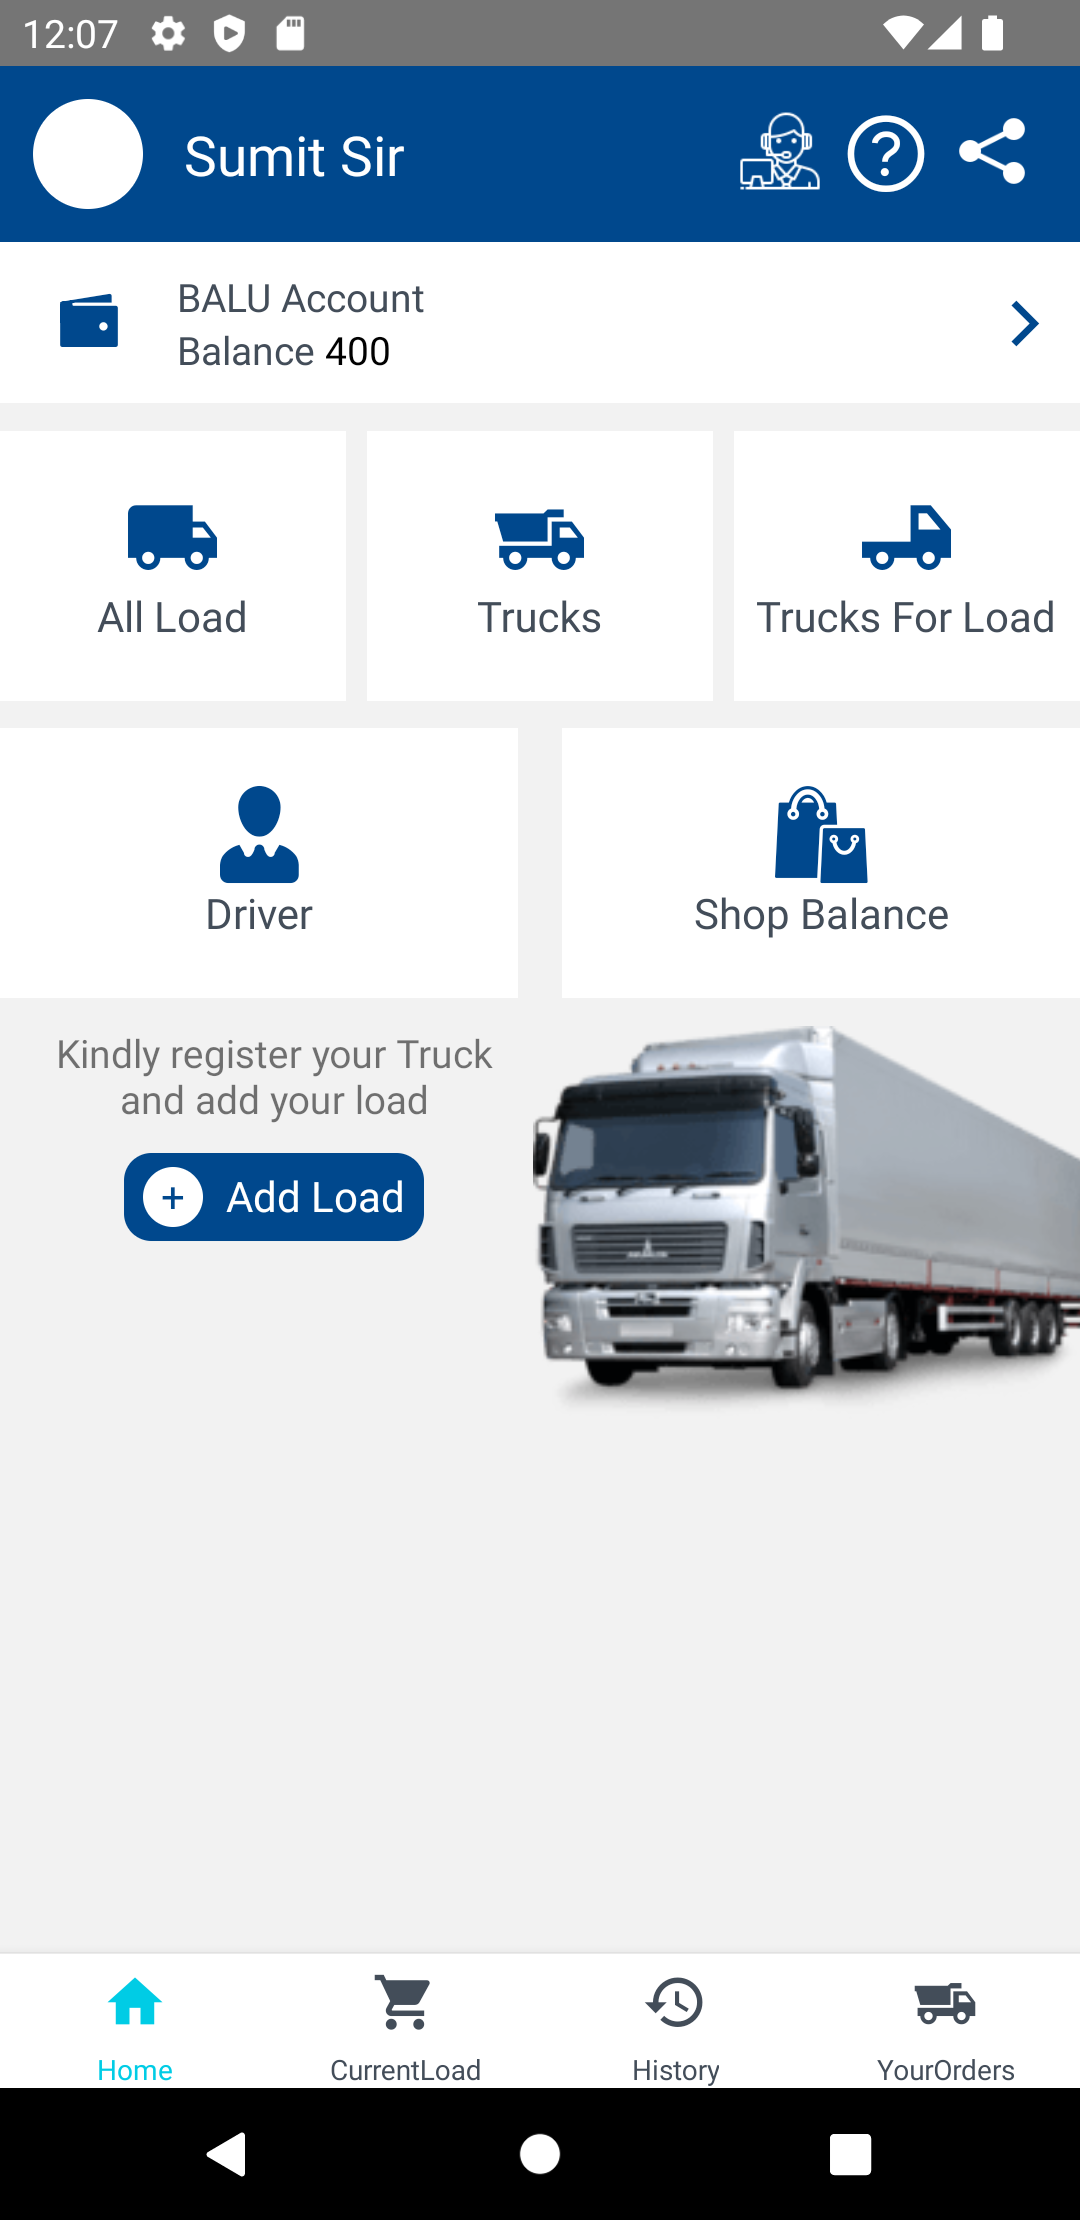 12:07
Sumit Sir
BALU Account
Balance 400
All Load
Trucks
Trucks For Load
Driver
Shop Balance
Kindly register your Truck
and add your load
+ Add Load
Home
CurrentLoad
History
YourOrders